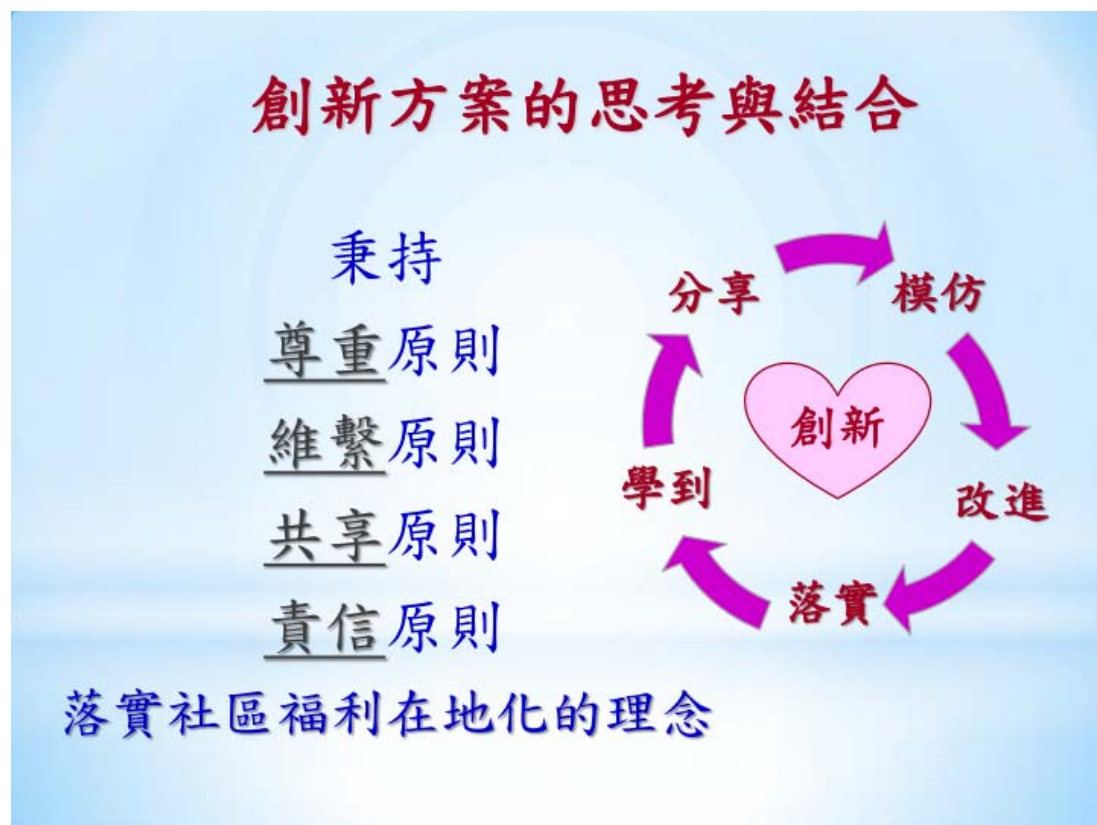 創新方案的思考與結合
秉持
尊重原則
維繫原則
共享原則
責信原則
落實社區福利在地化的理念
分享
模仿
創新
學到
改進
落實